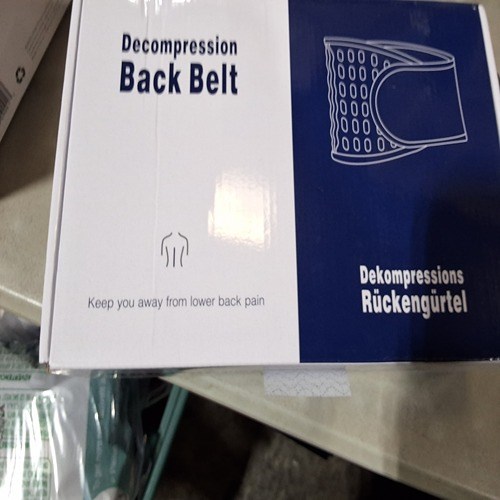 Decompression
Back Belt
Keep you away from lower back pain
Dekompressions
Rückengürtel